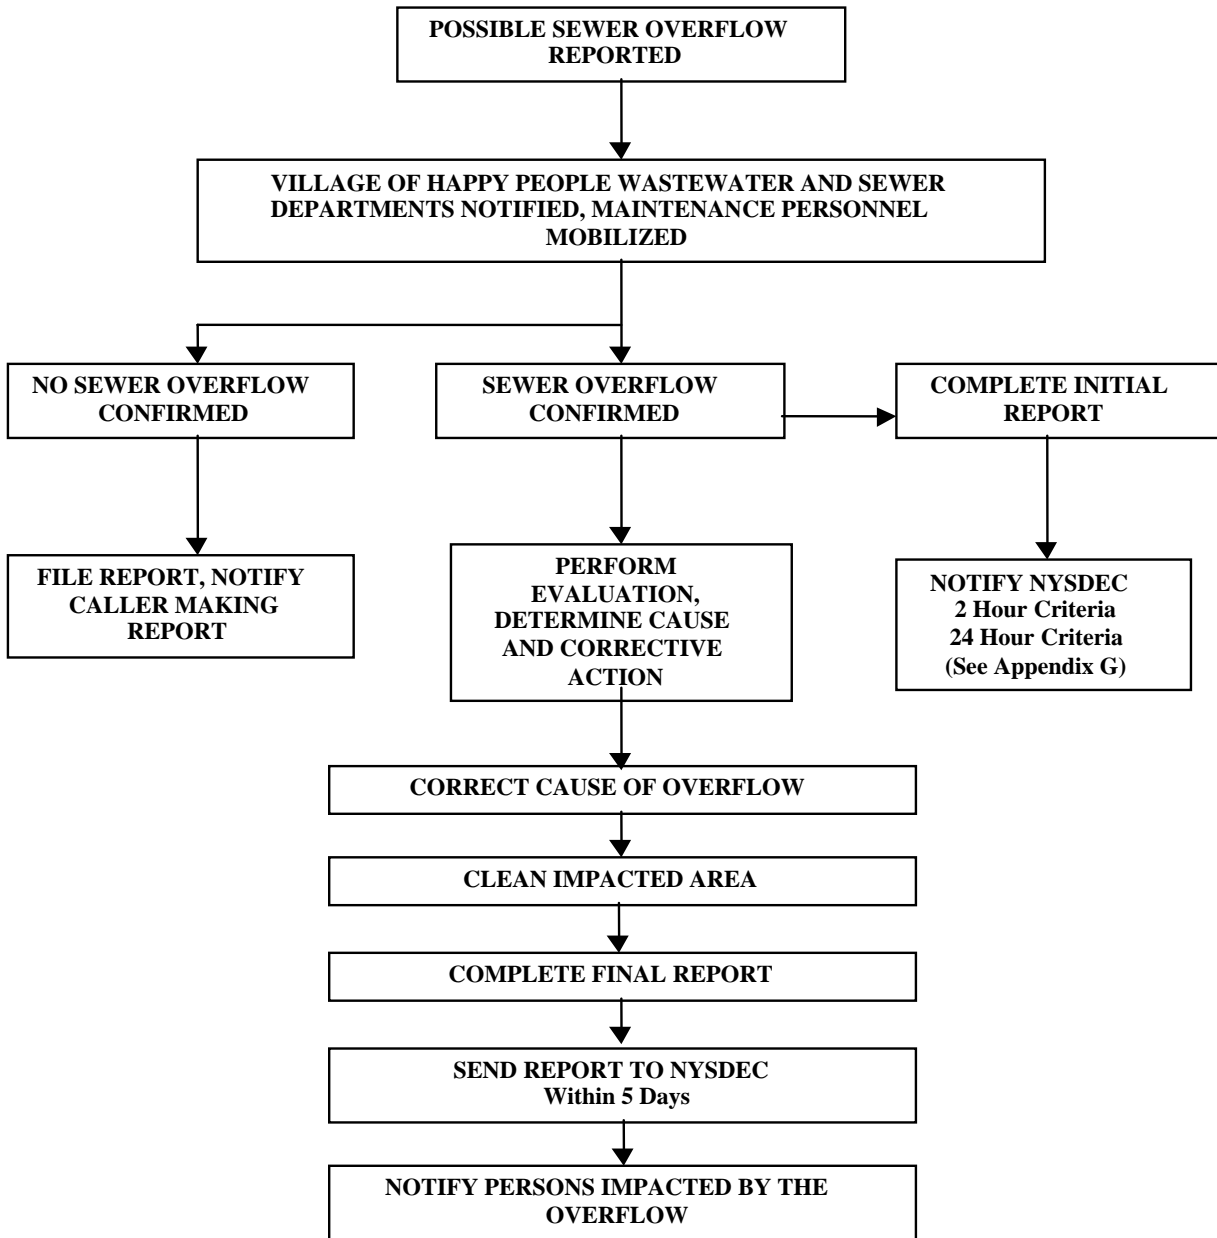 POSSIBLE SEWER OVERFLOW
REPORTED
VILLAGE OF HAPPY PEOPLE WASTEWATER AND SEWER
DEPARTMENTS NOTIFIED, MAINTENANCE PERSONNEL
MOBILIZED
NO SEWER OVERFLOW
CONFIRMED
SEWER OVERFLOW
CONFIRMED
COMPLETE INITIAL
REPORT
FILE REPORT, NOTIFY
CALLER MAKING
REPORT
PERFORM
EVALUATION,
DETERMINE CAUSE
AND CORRECTIVE
ACTION
NOTIFY NYSDEC
2 Hour Criteria
24 Hour Criteria
(See Appendix G)
CORRECT CAUSE OF OVERFLOW
CLEAN IMPACTED AREA
COMPLETE FINAL REPORT
SEND REPORT TO NYSDEC
Within 5 Days
NOTIFY PERSONS IMPACTED BY THE
OVERFLOW